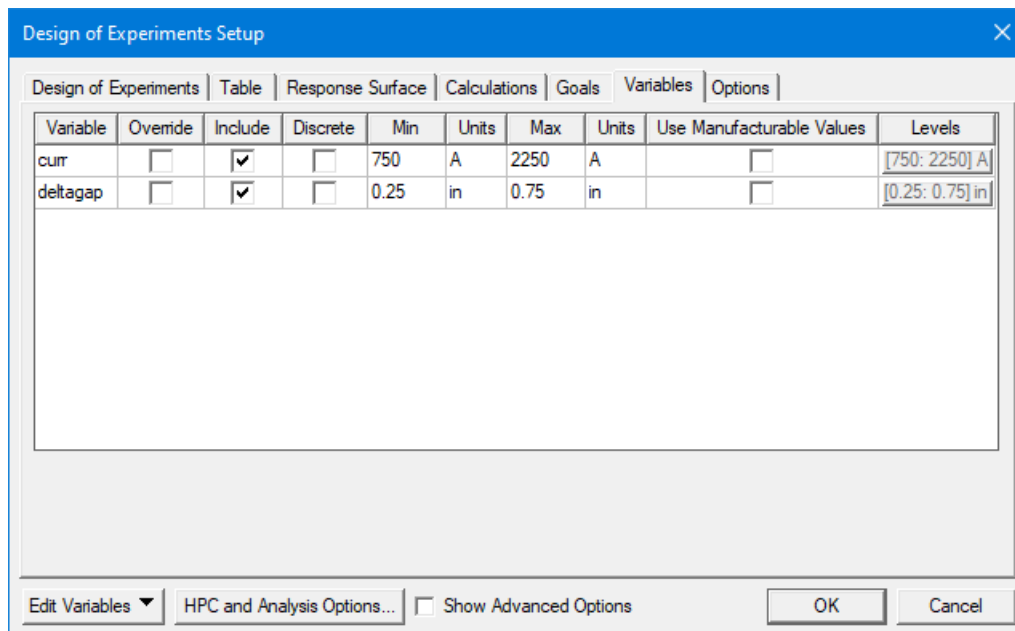 Design of Experiments Setup
Design of Experiments Table Response Surface Calculations Goals Variables Options
Variable Override Include Discrete Min Units Max Units Use Manufacturable Values Levels
curr 750 A 2250 A [750: 2250] A
deltagap 0.25 in 0.75 in [0.25: 0.75] in
Edit Variables HPC and Analysis Options... Show Advanced Options OK Cancel